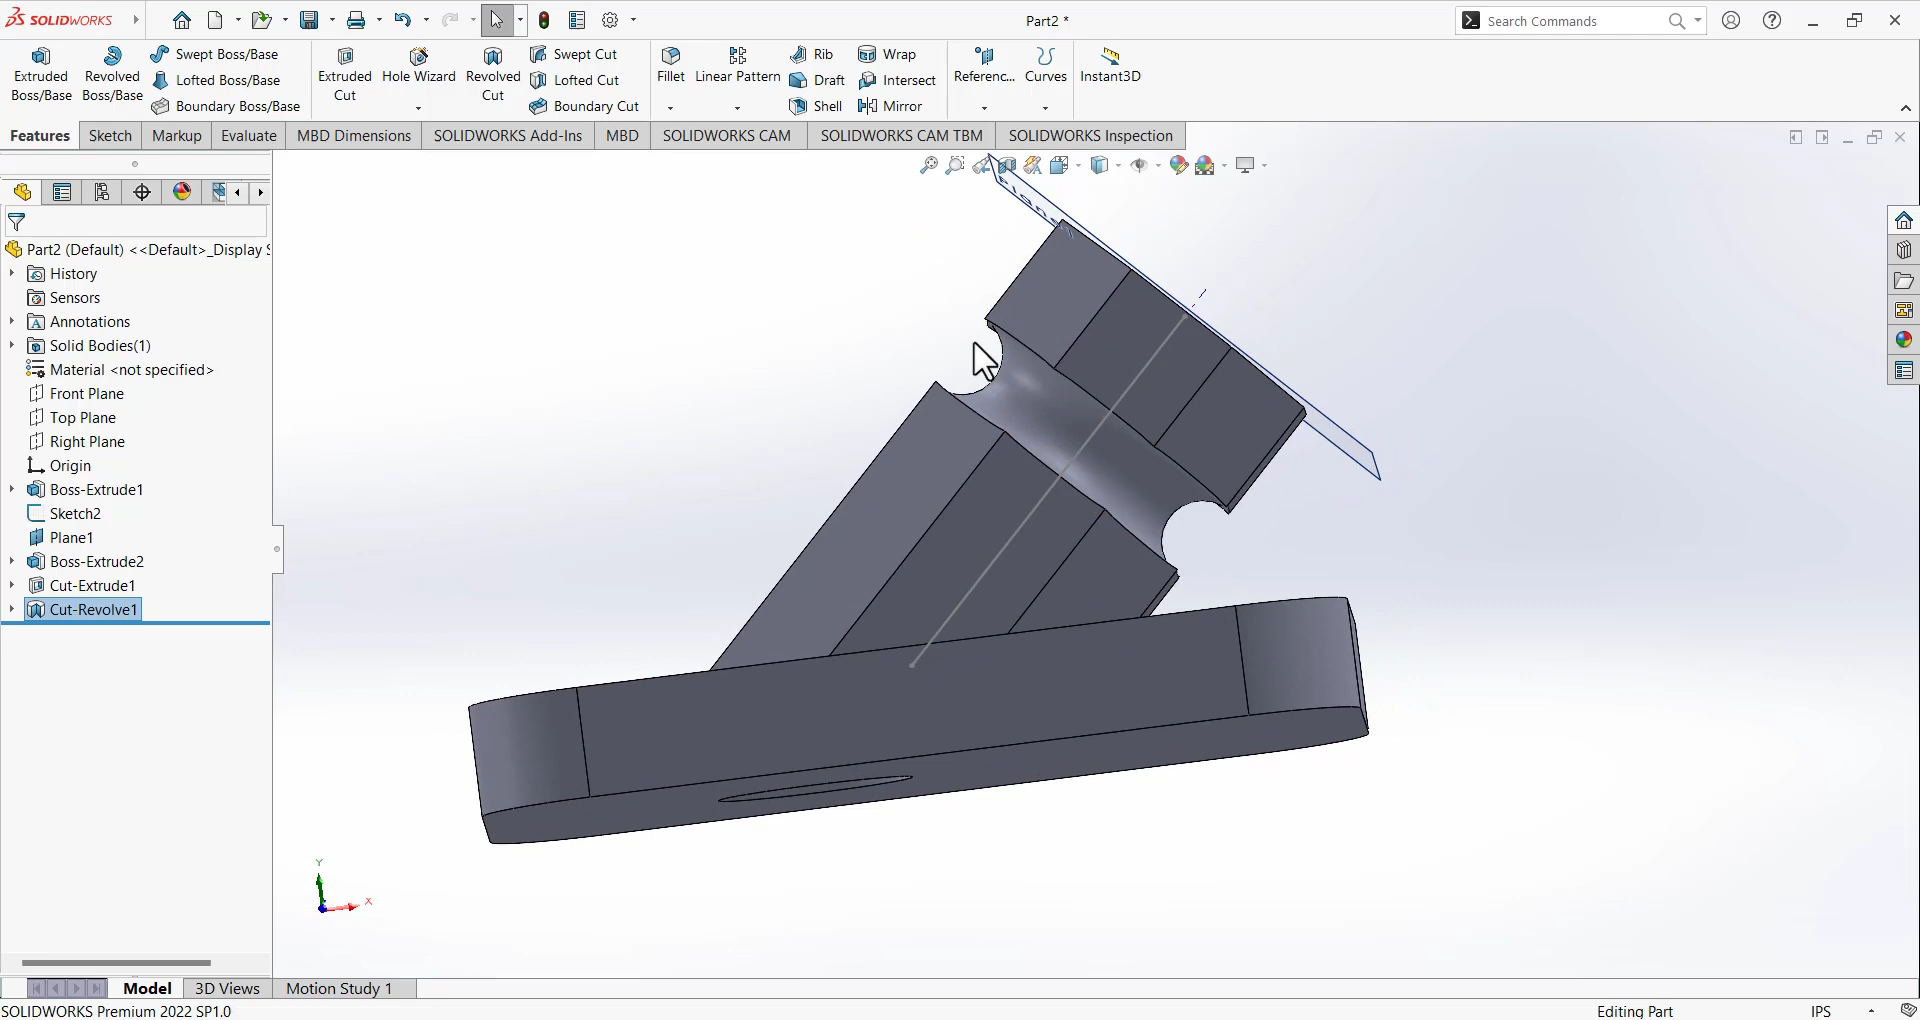 SOLIDWORKS
Part2 *
Search Commands
Extruded Boss/Base
Revolved Boss/Base
Swept Boss/Base
Lofted Boss/Base
Boundary Boss/Base
Extruded Cut
Hole Wizard
Revolved Cut
Swept Cut
Lofted Cut
Boundary Cut
Fillet
Linear Pattern
Rib
Draft
Shell
Wrap
Intersect
Mirror
Referenc...
Curves
Instant3D
Features
Sketch
Markup
Evaluate
MBD Dimensions
SOLIDWORKS Add-Ins
MBD
SOLIDWORKS CAM
SOLIDWORKS CAM TBM
SOLIDWORKS Inspection
Part2 (Default) <<Default>_Display S
History
Sensors
Annotations
Solid Bodies(1)
Material <not specified>
Front Plane
Top Plane
Right Plane
Origin
Boss-Extrude1
Sketch2
Plane1
Boss-Extrude2
Cut-Extrude1
Cut-Revolve1
Y
X
Model
3D Views
Motion Study 1
SOLIDWORKS Premium 2022 SP1.0
Editing Part
IPS